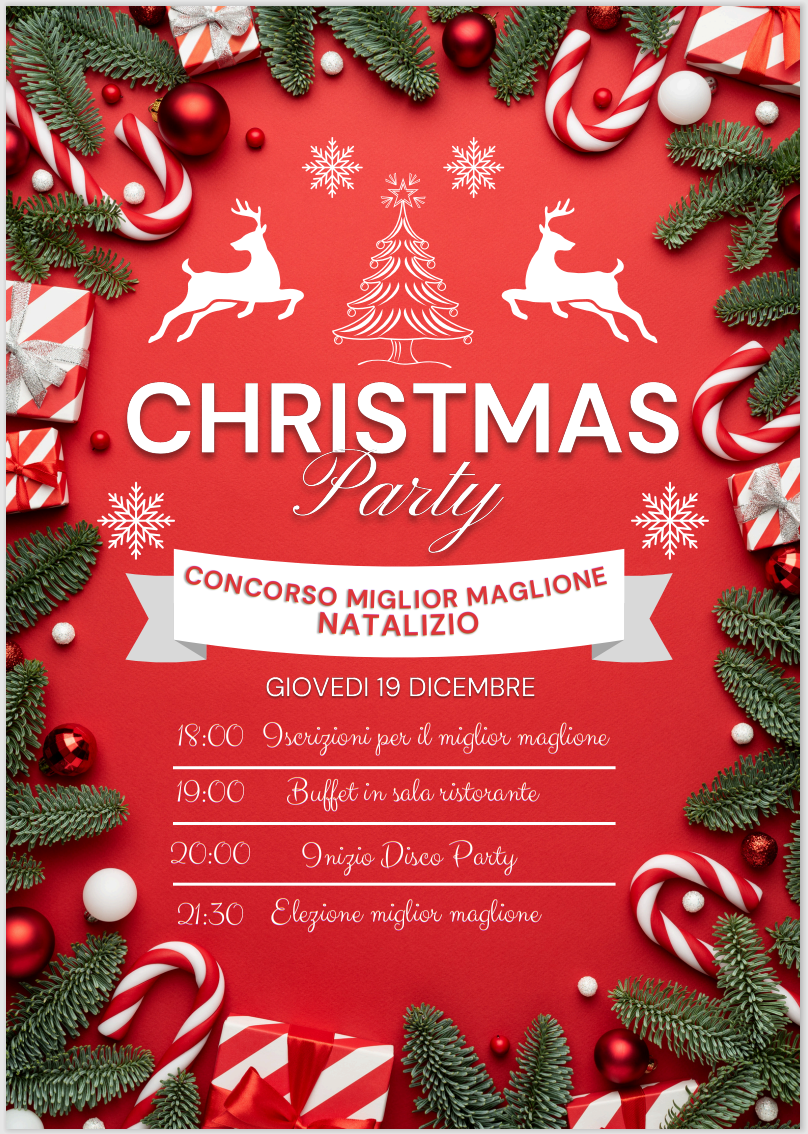 CHRISTMAS
Party
CONCORSO MIGLIOR MAGLIONE
NATALIZIO
GIOVEDI 19 DICEMBRE
18:00 Iscrizioni per il miglior maglione
19:00 Buffet in sala ristorante
20:00 Inizio Disco Party
21:30 Elezione miglior maglione